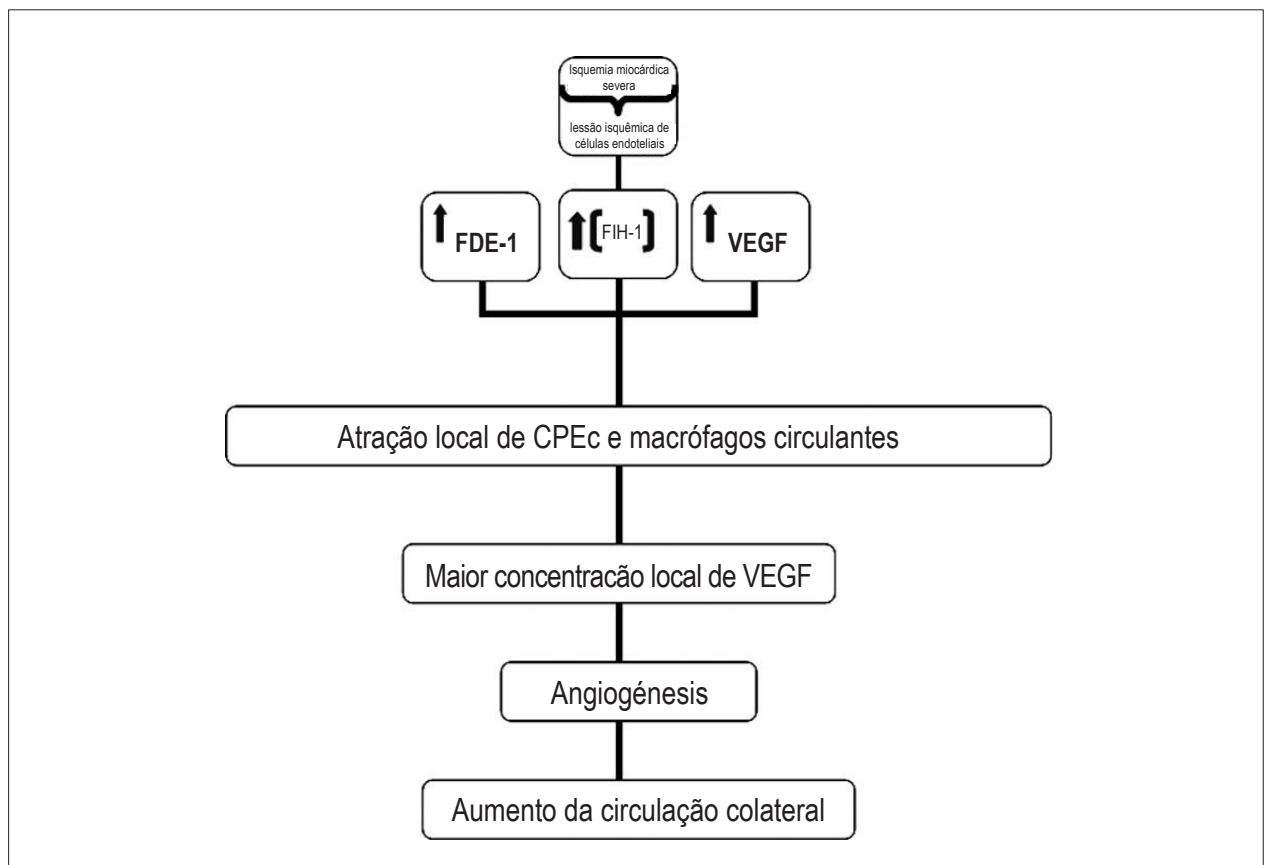 Isquemia miocárdica
severa
lessão isquêmica de
células endoteliais
FDE-1
[FIH-1]
VEGF
Atração local de CPEc e macrófagos circulantes
Maior concentracão local de VEGF
Angiogénesis
Aumento da circulação colateral